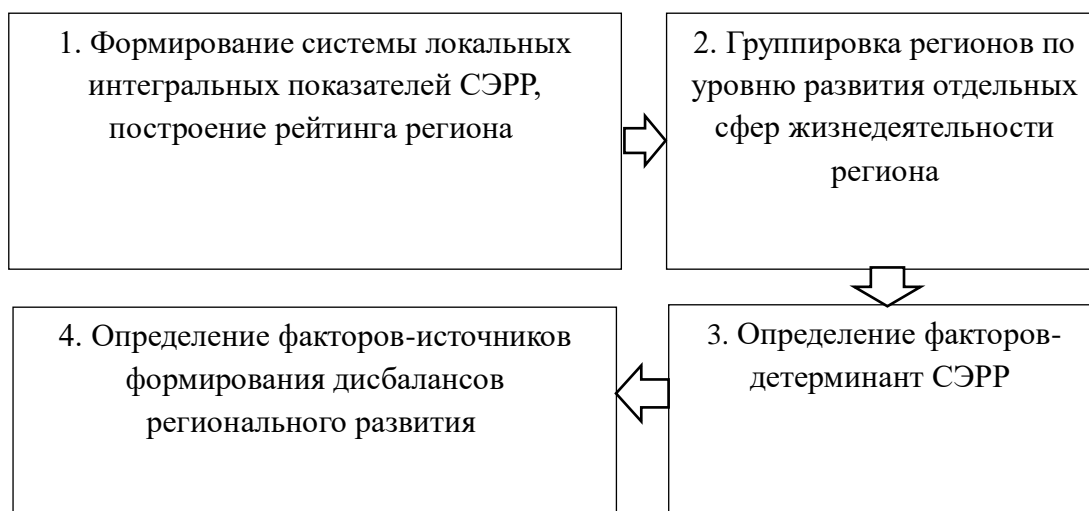 1. Формирование системы локальных
интегральных показателей СЭРР,
построение рейтинга региона
2. Группировка регионов по
уровню развития отдельных
сфер жизнедеятельности
региона
3. Определение факторов-
детерминант СЭРР
4. Определение факторов-источников
формирования дисбалансов
регионального развития